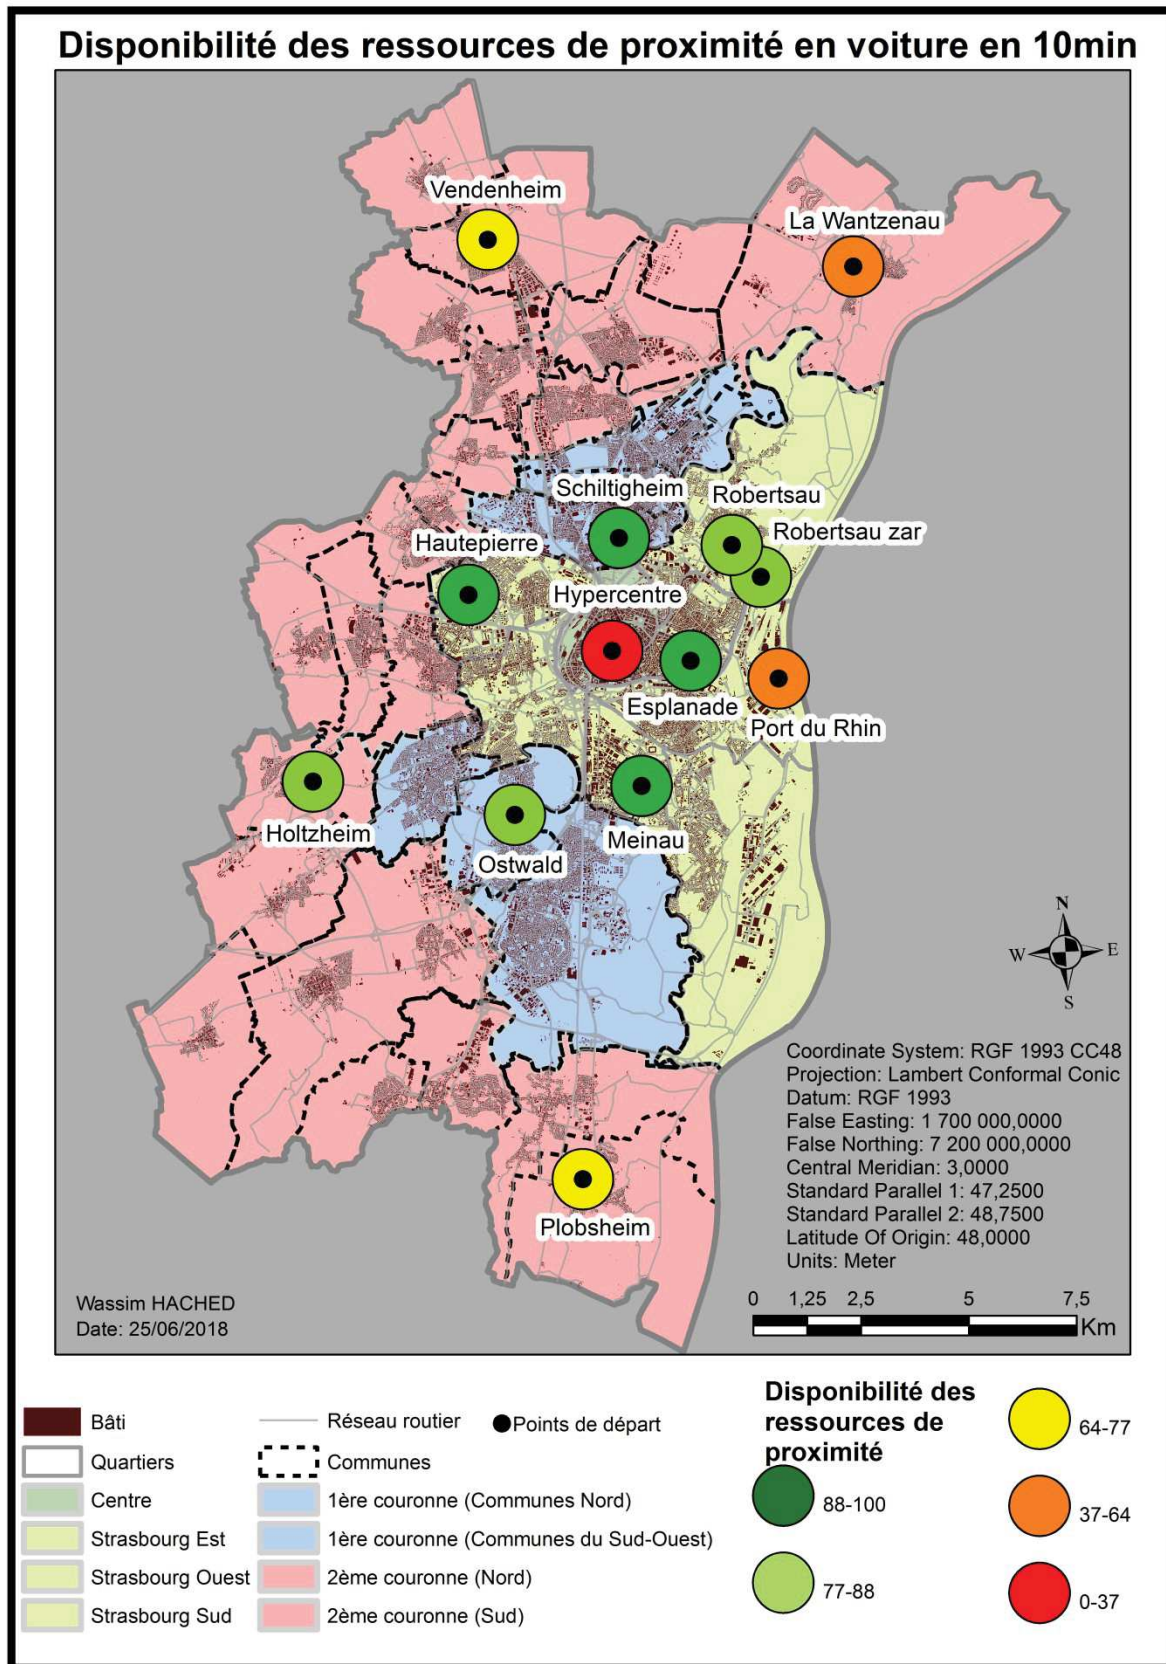 Disponibilité des ressources de proximité en voiture en 10min
Vendenheim
La Wantzenau
Schiltigheim
Robertsau
Robertsau zar
Hautepierre
Hypercentre
Esplanade
Port du Rhin
Holtzheim
Ostwald
Meinau
Plobsheim
N
W
E
S
Coordinate System: RGF 1993 CC48
Projection: Lambert Conformal Conic
Datum: RGF 1993
False Easting: 1 700 000,0000
False Northing: 7 200 000,0000
Central Meridian: 3,0000
Standard Parallel 1: 47,2500
Standard Parallel 2: 48,7500
Latitude Of Origin: 48,0000
Units: Meter
Wassim HACHED
Date: 25/06/2018
0 1,25 2,5 5 7,5
Km
Bâti
Quartiers
Centre
Strasbourg Est
Strasbourg Ouest
Strasbourg Sud
Réseau routier
Points de départ
Communes
1ère couronne (Communes Nord)
1ère couronne (Communes du Sud-Ouest)
2ème couronne (Nord)
2ème couronne (Sud)
Disponibilité des
ressources de
proximité
88-100
77-88
64-77
37-64
0-37